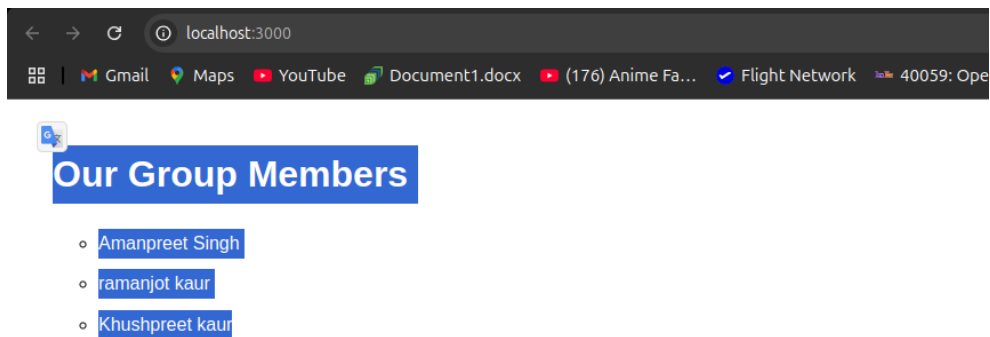 localhost:3000
Gmail Maps YouTube Document1.docx (176) Anime Fa... Flight Network 40059: Ope
Our Group Members
Amanpreet Singh
ramanjot kaur
Khushpreet kaur